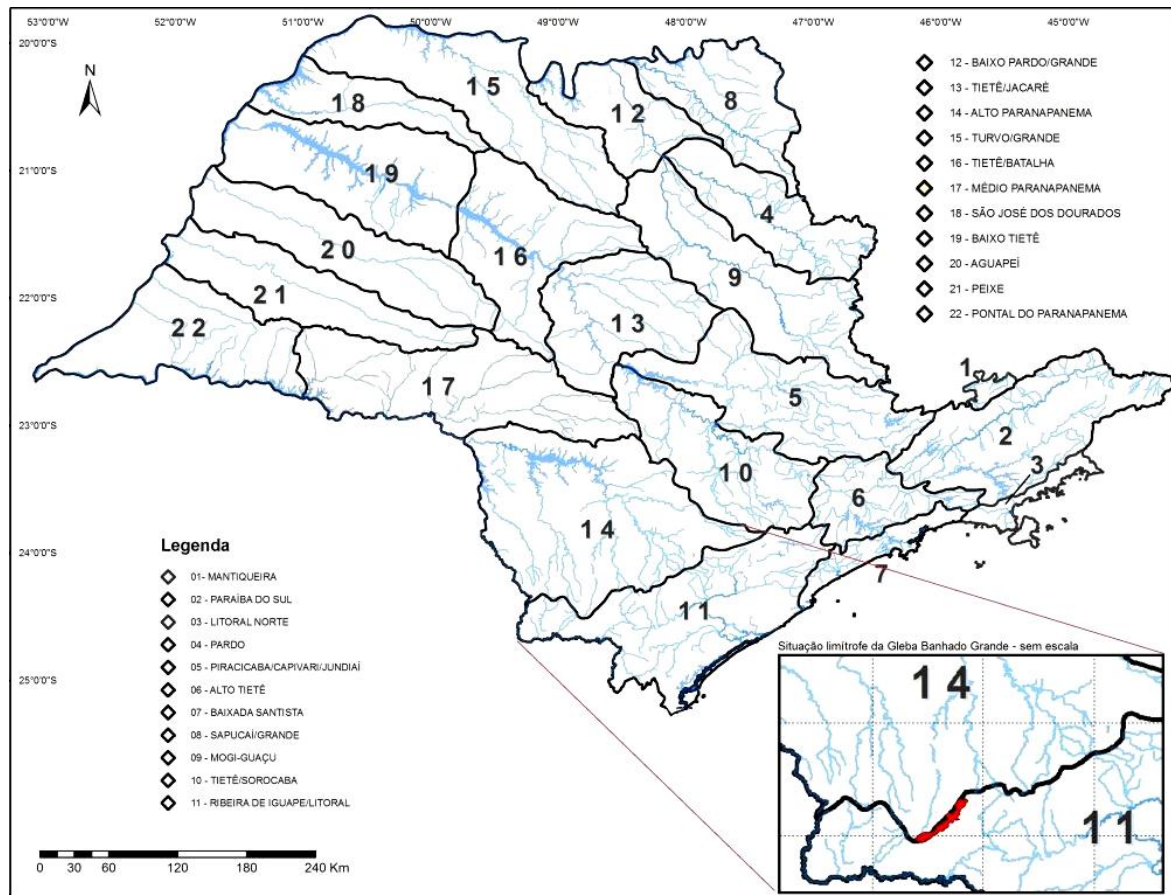 53°0'0"W 52°0'0"W 51°0'0"W 50°0'0"W 49°0'0"W 48°0'0"W 47°0'0"W 46°0'0"W 45°0'0"W
20°0'0"S
21°0'0"S
22°0'0"S
23°0'0"S
24°0'0"S
25°0'0"S
N
15
18
12
8
19
4
16
20
9
21
13
22
17
5
1
2
3
10
6
14
7
11
12 - BAIXO PARDO/GRANDE
13 - TIETÊ/JACARÉ
14 - ALTO PARANAPANEMA
15 - TURVO/GRANDE
16 - TIETÊ/BATALHA
17 - MÉDIO PARANAPANEMA
18 - SÃO JOSÉ DOS DOURADOS
19 - BAIXO TIETÊ
20 - AGUAPEÍ
21 - PEIXE
22 - PONTAL DO PARANAPANEMA
Legenda
01- MANTIQUEIRA
02 - PARAÍBA DO SUL
03 - LITORAL NORTE
04 - PARDO
05 - PIRACICABA/CAPIVARI/JUNDIAÍ
06 - ALTO TIETÊ
07 - BAIXADA SANTISTA
08 - SAPUCAÍ/GRANDE
09 - MOGI-GUAÇU
10 - TIETÊ/SOROCABA
11 - RIBEIRA DE IGUAPE/LITORAL
0 30 60 120 180 240 Km
Situação limítrofe da Gleba Banhado Grande - sem escala
14
11